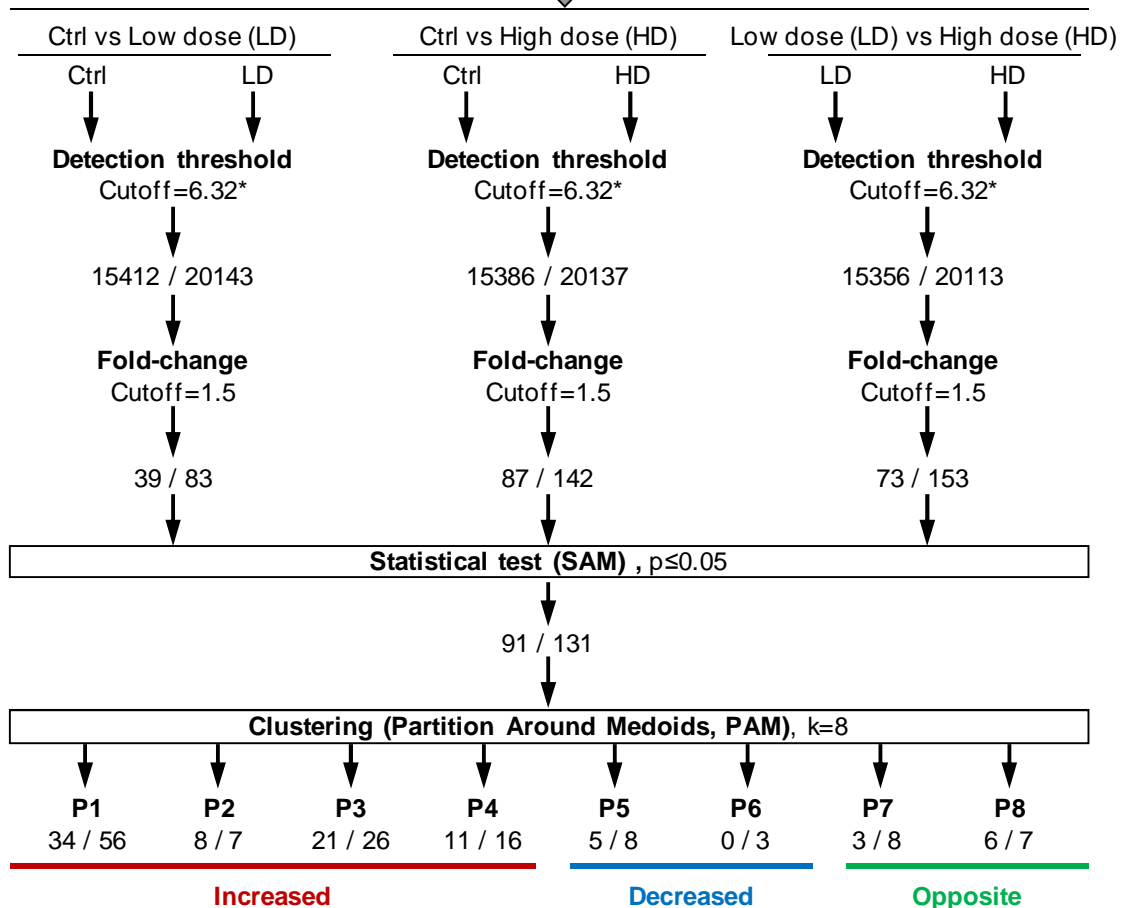 Ctrl vs Low dose (LD) Ctrl vs High dose (HD) Low dose (LD) vs High dose (HD)
Ctrl LD Ctrl HD LD HD
Detection threshold Detection threshold Detection threshold
Cutoff=6.32* Cutoff=6.32* Cutoff=6.32*
15412 / 20143 15386 / 20137 15356 / 20113
Fold-change Fold-change Fold-change
Cutoff=1.5 Cutoff=1.5 Cutoff=1.5
39 / 83 87 / 142 73 / 153
Statistical test (SAM) , p≤0.05
91 / 131
Clustering (Partition Around Medoids, PAM), k=8
P1 P2 P3 P4 P5 P6 P7 P8
34 / 56 8 / 7 21 / 26 11 / 16 5 / 8 0 / 3 3 / 8 6 / 7
Increased Decreased Opposite